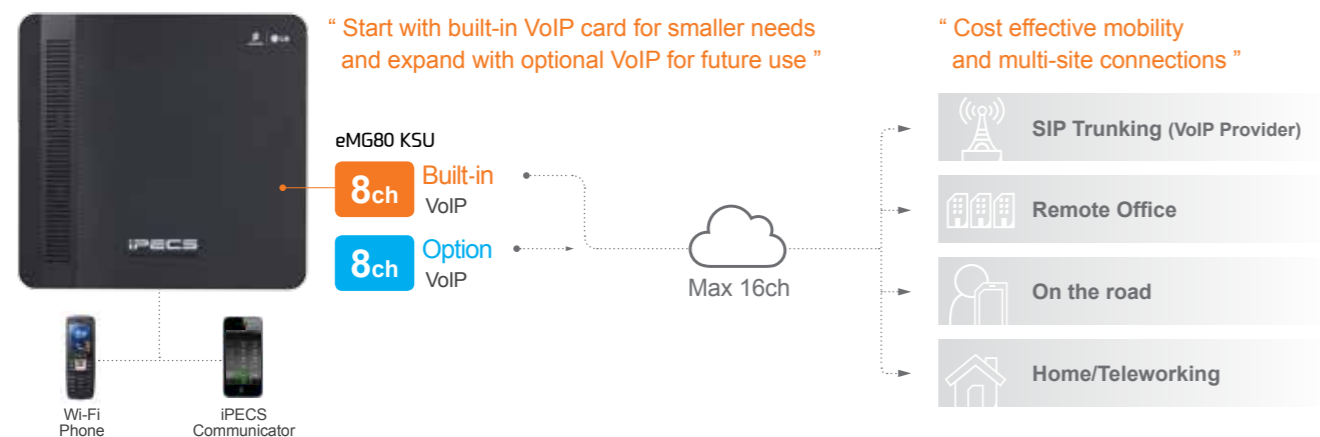 “ Start with built-in VoIP card for smaller needs
and expand with optional VoIP for future use ”
“ Cost effective mobility
and multi-site connections ”
LG
iPECS
eMG80 KSU
8ch
Built-in
VoIP
8ch
Option
VoIP
Max 16ch
SIP Trunking (VoIP Provider)
Remote Office
On the road
Home/Teleworking
Wi-Fi
Phone
iPECS
Communicator